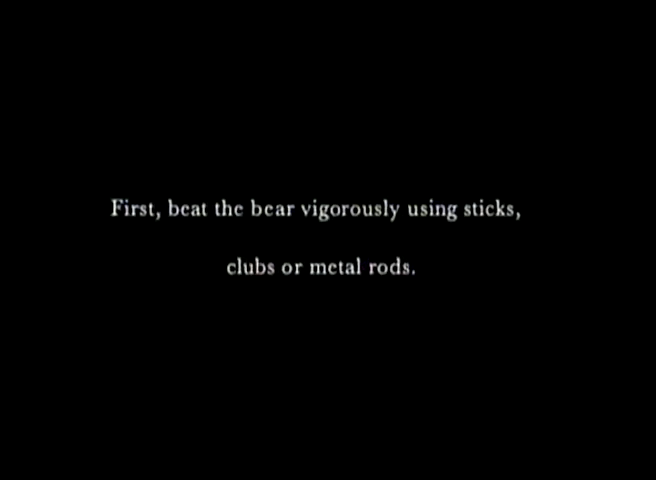 First, beat the bear vigorously using sticks,
clubs or metal rods.